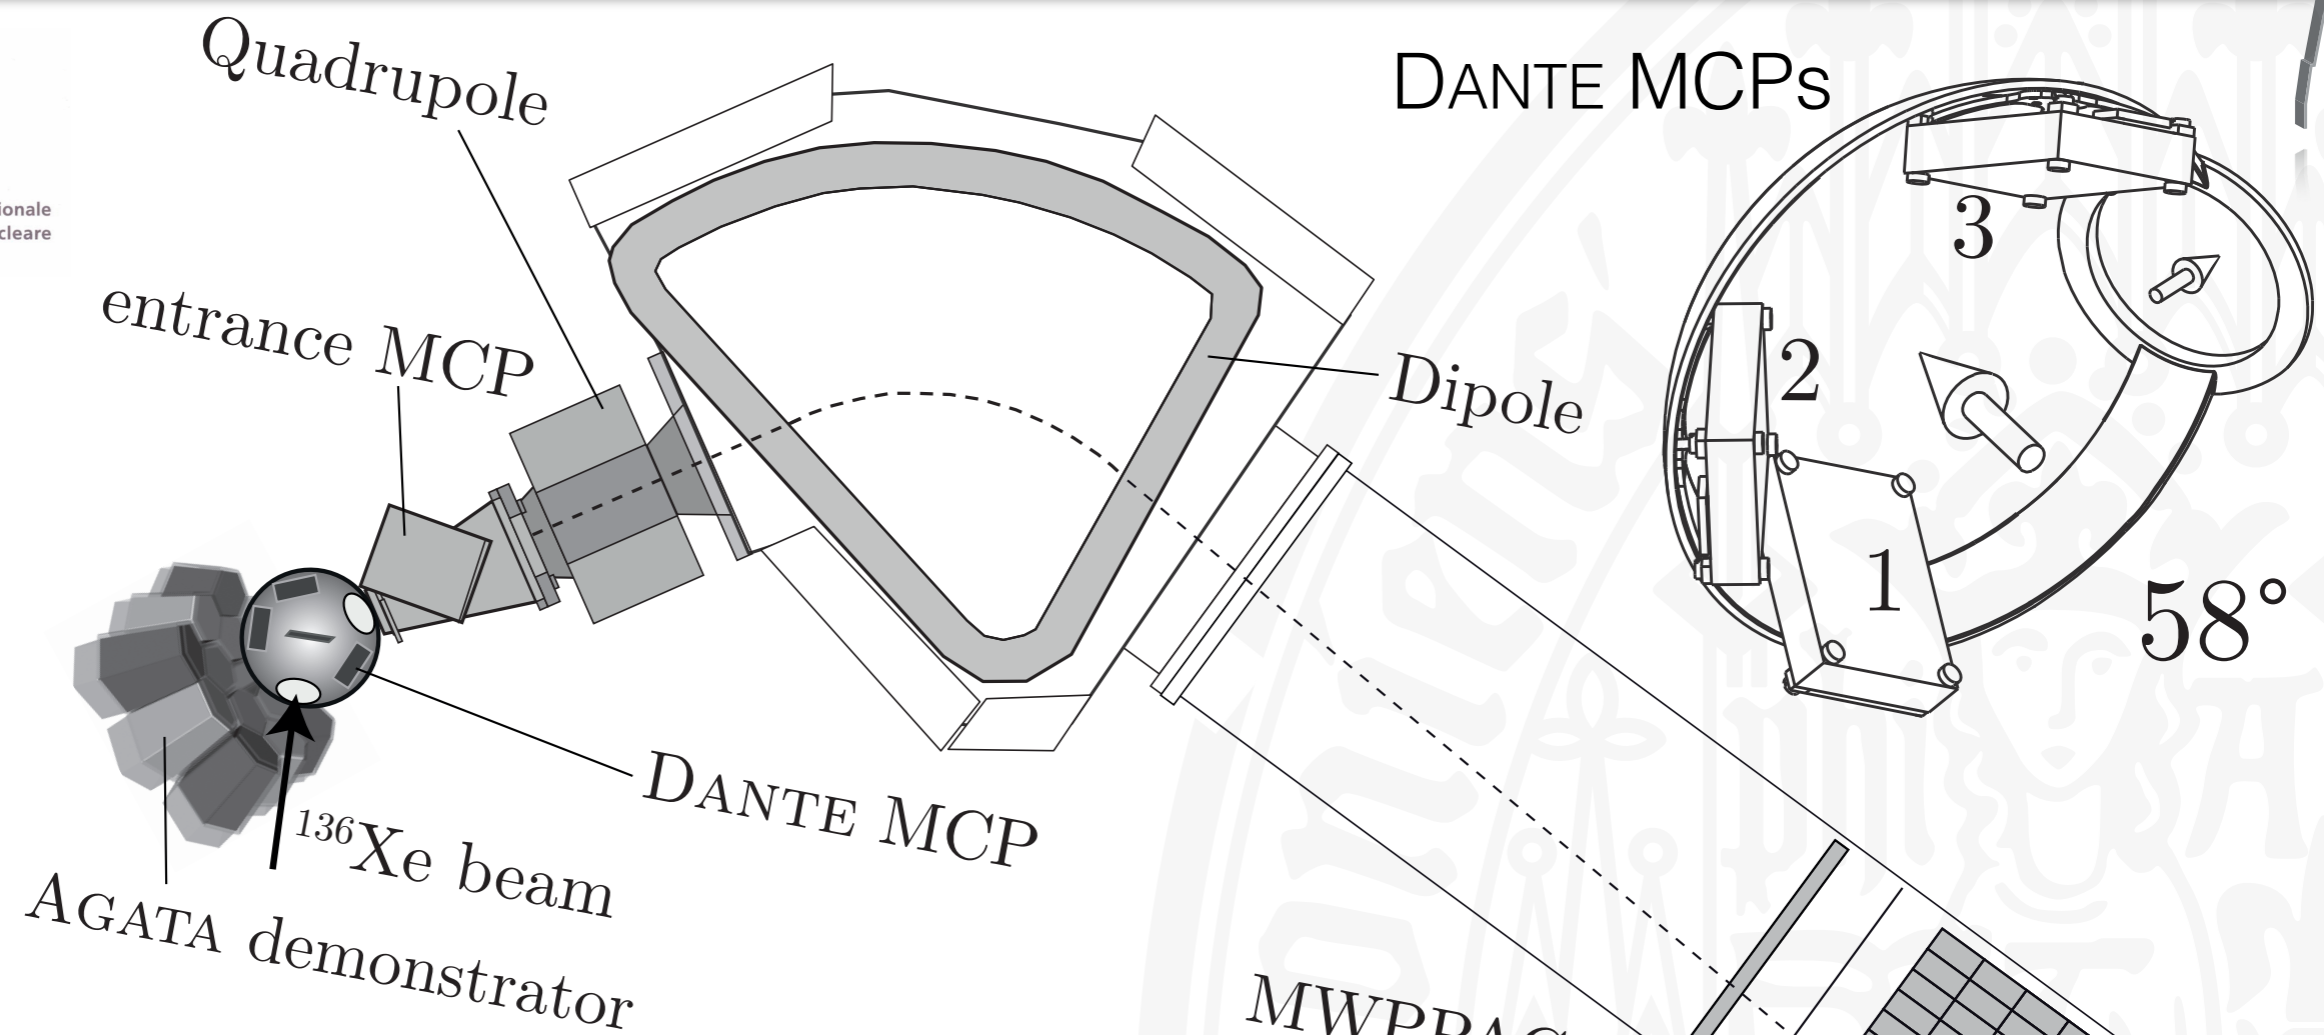 Quadrupole
DANTE MCPs
ionale
cleare
entrance MCP
3
2
Dipole
1
58°
DANTE MCP
¹³⁶Xe beam
AGATA demonstrator